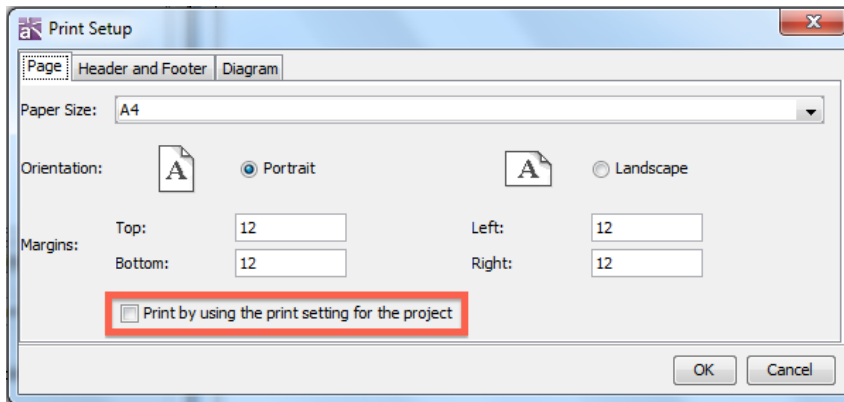 Print Setup
Page Header and Footer Diagram
Paper Size: A4
Orientation: A Portrait A Landscape
Margins:
Top: 12 Left: 12
Bottom: 12 Right: 12
Print by using the print setting for the project
OK Cancel